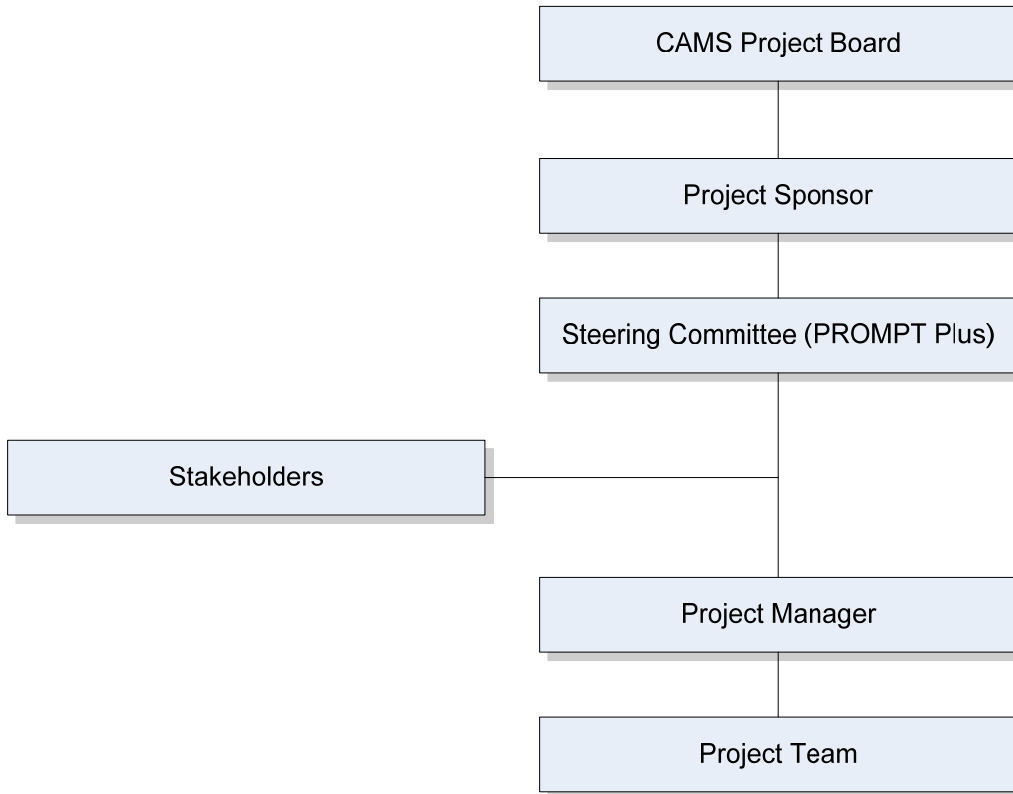 CAMS Project Board
Project Sponsor
Steering Committee (PROMPT Plus)
Stakeholders
Project Manager
Project Team